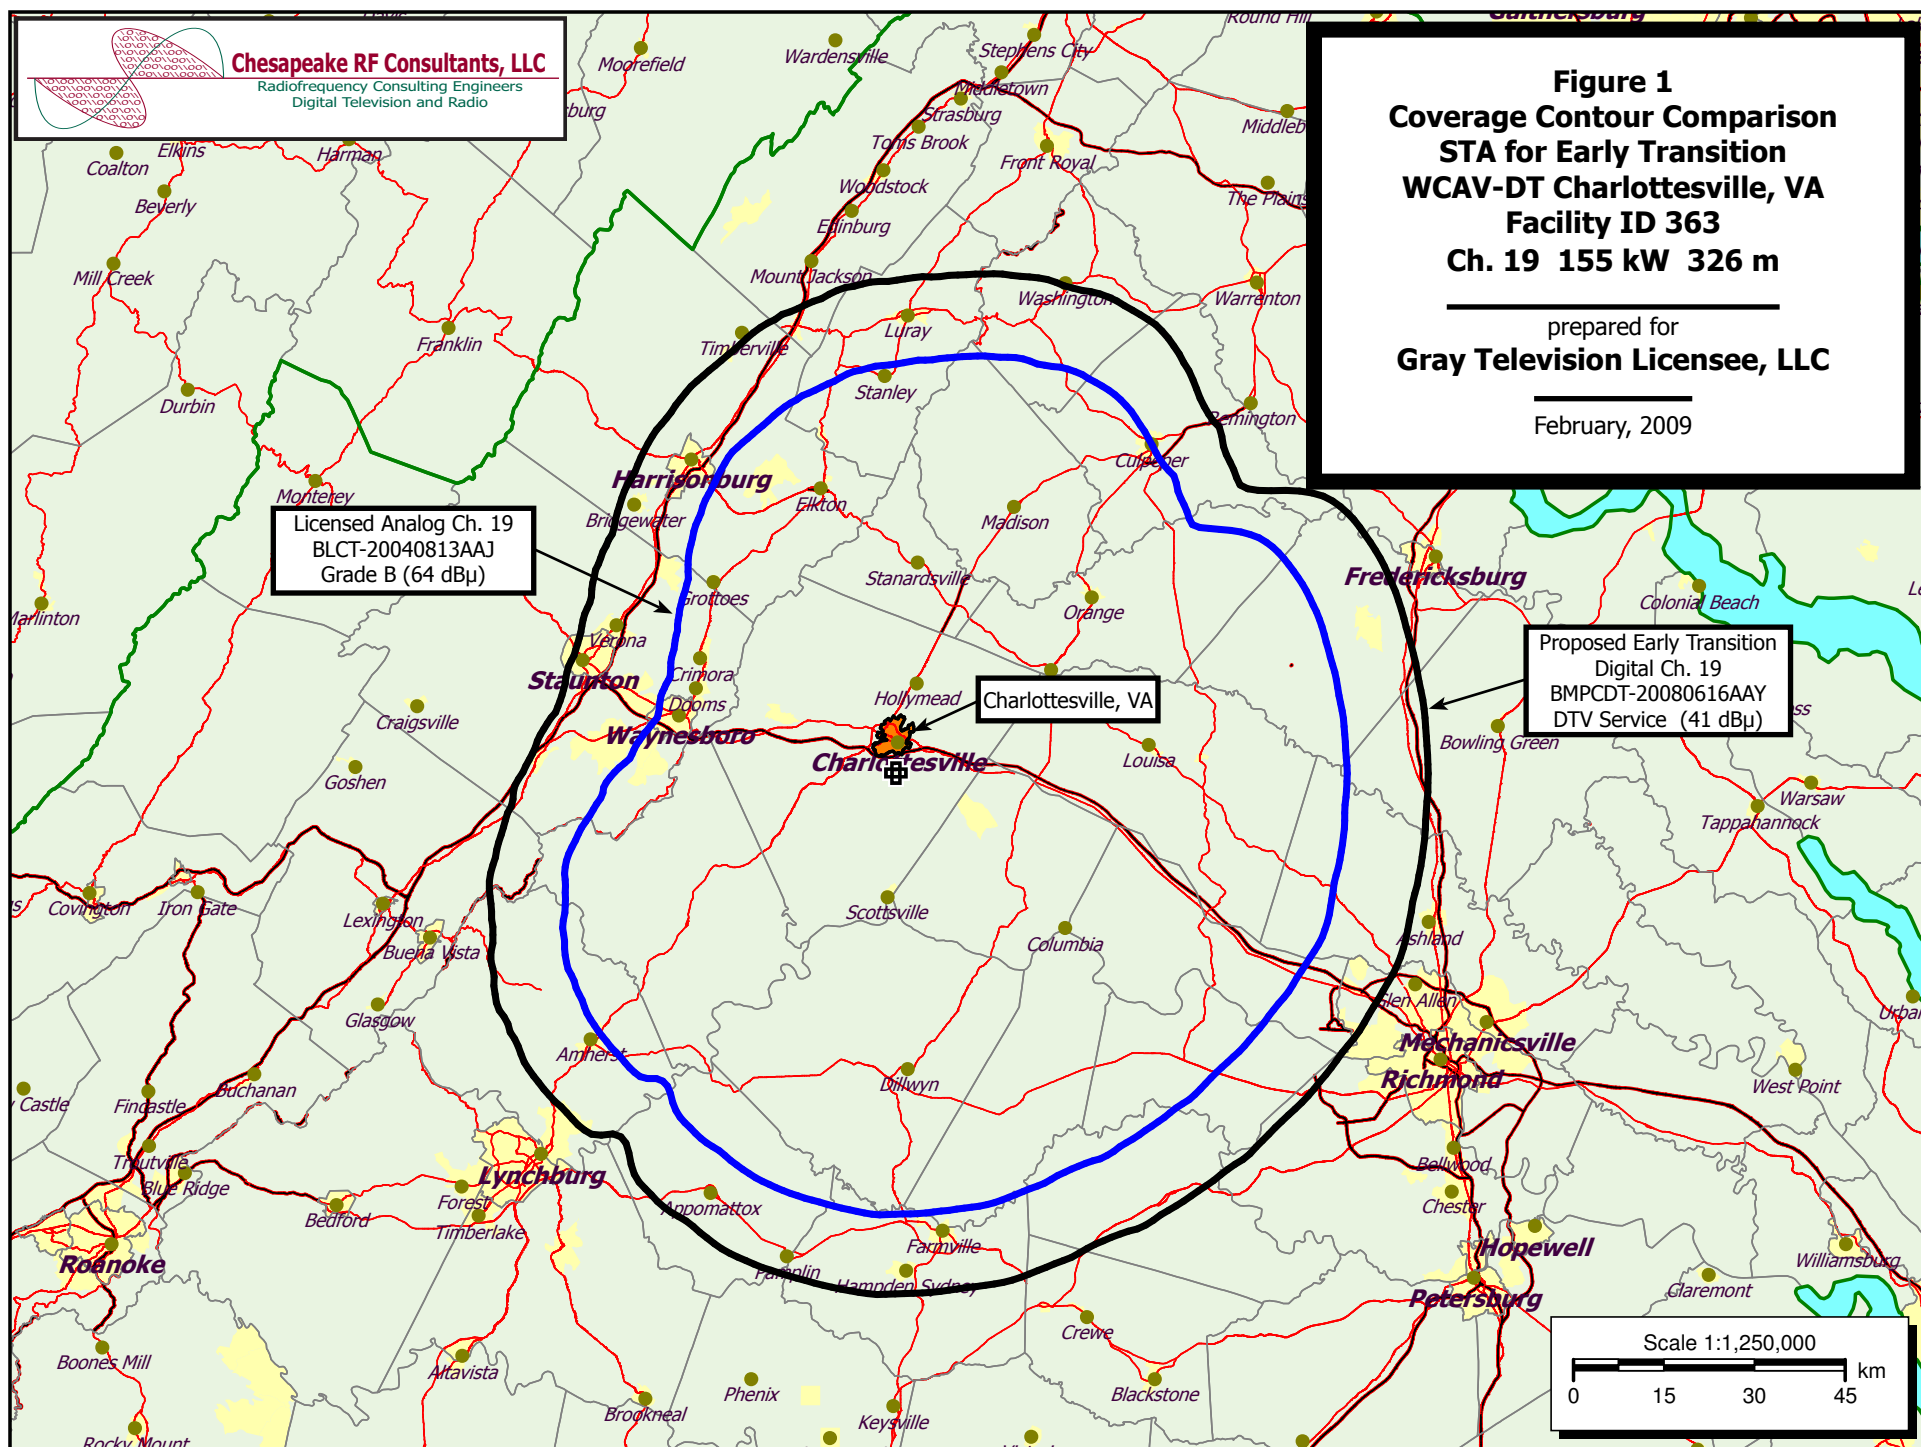 Chesapeake RF Consultants, LLC
Radiofrequency Consulting Engineers
Digital Television and Radio
Figure 1
Coverage Contour Comparison
STA for Early Transition
WCAV-DT Charlottesville, VA
Facility ID 363
Ch. 19 155 kW 326 m
prepared for
Gray Television Licensee, LLC
February, 2009
Round Hill
Gaithersburg
Moorefield
Wardensville
Stephens City
Middletown
Strasburg
Toms Brook
Front Royal
Woodstock
The Plains
Edinburg
Coalton
Elkins
Harman
Beverly
Mill Creek
Mount Jackson
Washington
Warrenton
Luray
Timberville
Franklin
Stanley
Durbin
Remington
Culpeper
Harrisonburg
Monterey
Bridgewater
Elkton
Madison
Licensed Analog Ch. 19
BLCT-20040813AAJ
Grade B (64 dBµ)
Stanardsville
Fredericksburg
Grottoes
Orange
Colonial Beach
Marlinton
Verona
Proposed Early Transition
Digital Ch. 19
BMPCDT-20080616AAY
DTV Service (41 dBµ)
Staunton
Crimora
Hollymead
Charlottesville, VA
Dooms
Craigsville
Waynesboro
Bowling Green
Charlottesville
Louisa
Goshen
Warsaw
Tappahannock
Covington
Iron Gate
Lexington
Scottsville
Buena Vista
Columbia
Ashland
Glen Allen
Glasgow
Mechanicsville
Amherst
Dillwyn
Richmond
West Point
Castle
Fincastle
Buchanan
Troutville
Blue Ridge
Lynchburg
Bellwood
Forest
Bedford
Timberlake
Appomattox
Chester
Farmville
Hopewell
Roanoke
Pamplin
Hampden Sydney
Williamsburg
Petersburg
Claremont
Crewe
Boones Mill
Altavista
Phenix
Blackstone
Brookneal
Keysville
Rocky Mount
Scale 1:1,250,000
km
0 15 30 45